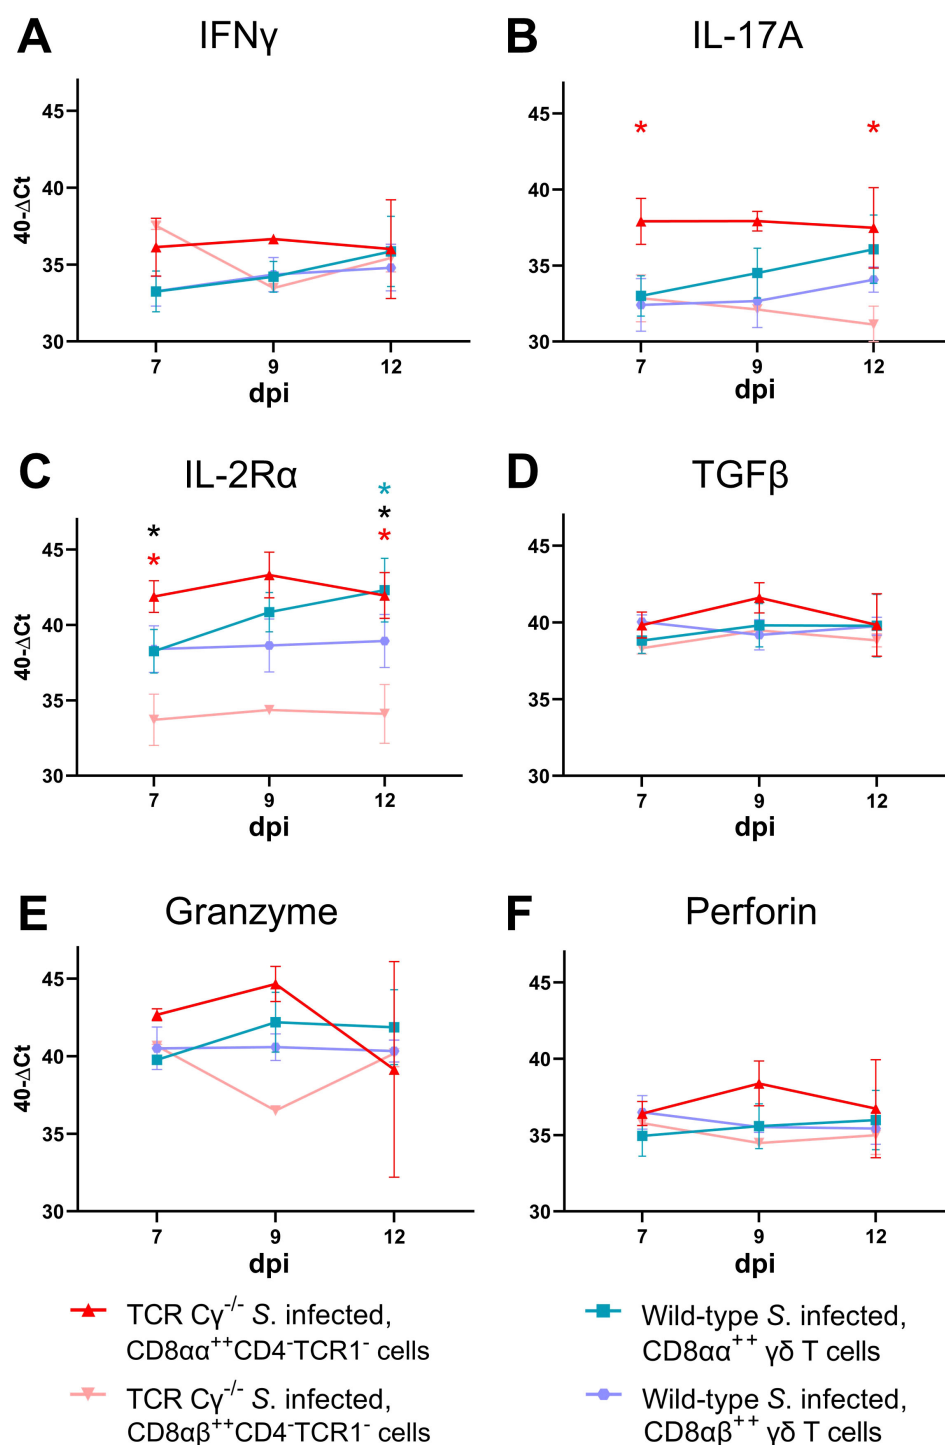 A IFNγ
45
40
35
30
40-ΔCt
7 9 12
dpi
B IL-17A
45
40
35
30
* *
7 9 12
dpi
C IL-2Rα
45
40
35
30
40-ΔCt
*
* *
* *
7 9 12
dpi
D TGFβ
45
40
35
30
7 9 12
dpi
E Granzyme
45
40
35
30
40-ΔCt
7 9 12
dpi
F Perforin
45
40
35
30
7 9 12
dpi
TCR Cγ⁻/⁻ S. infected,
CD8αα⁺⁺CD4⁻TCR1⁻ cells
TCR Cγ⁻/⁻ S. infected,
CD8αβ⁺⁺CD4⁻TCR1⁻ cells
Wild-type S. infected,
CD8αα⁺⁺ γδ T cells
Wild-type S. infected,
CD8αβ⁺⁺ γδ T cells